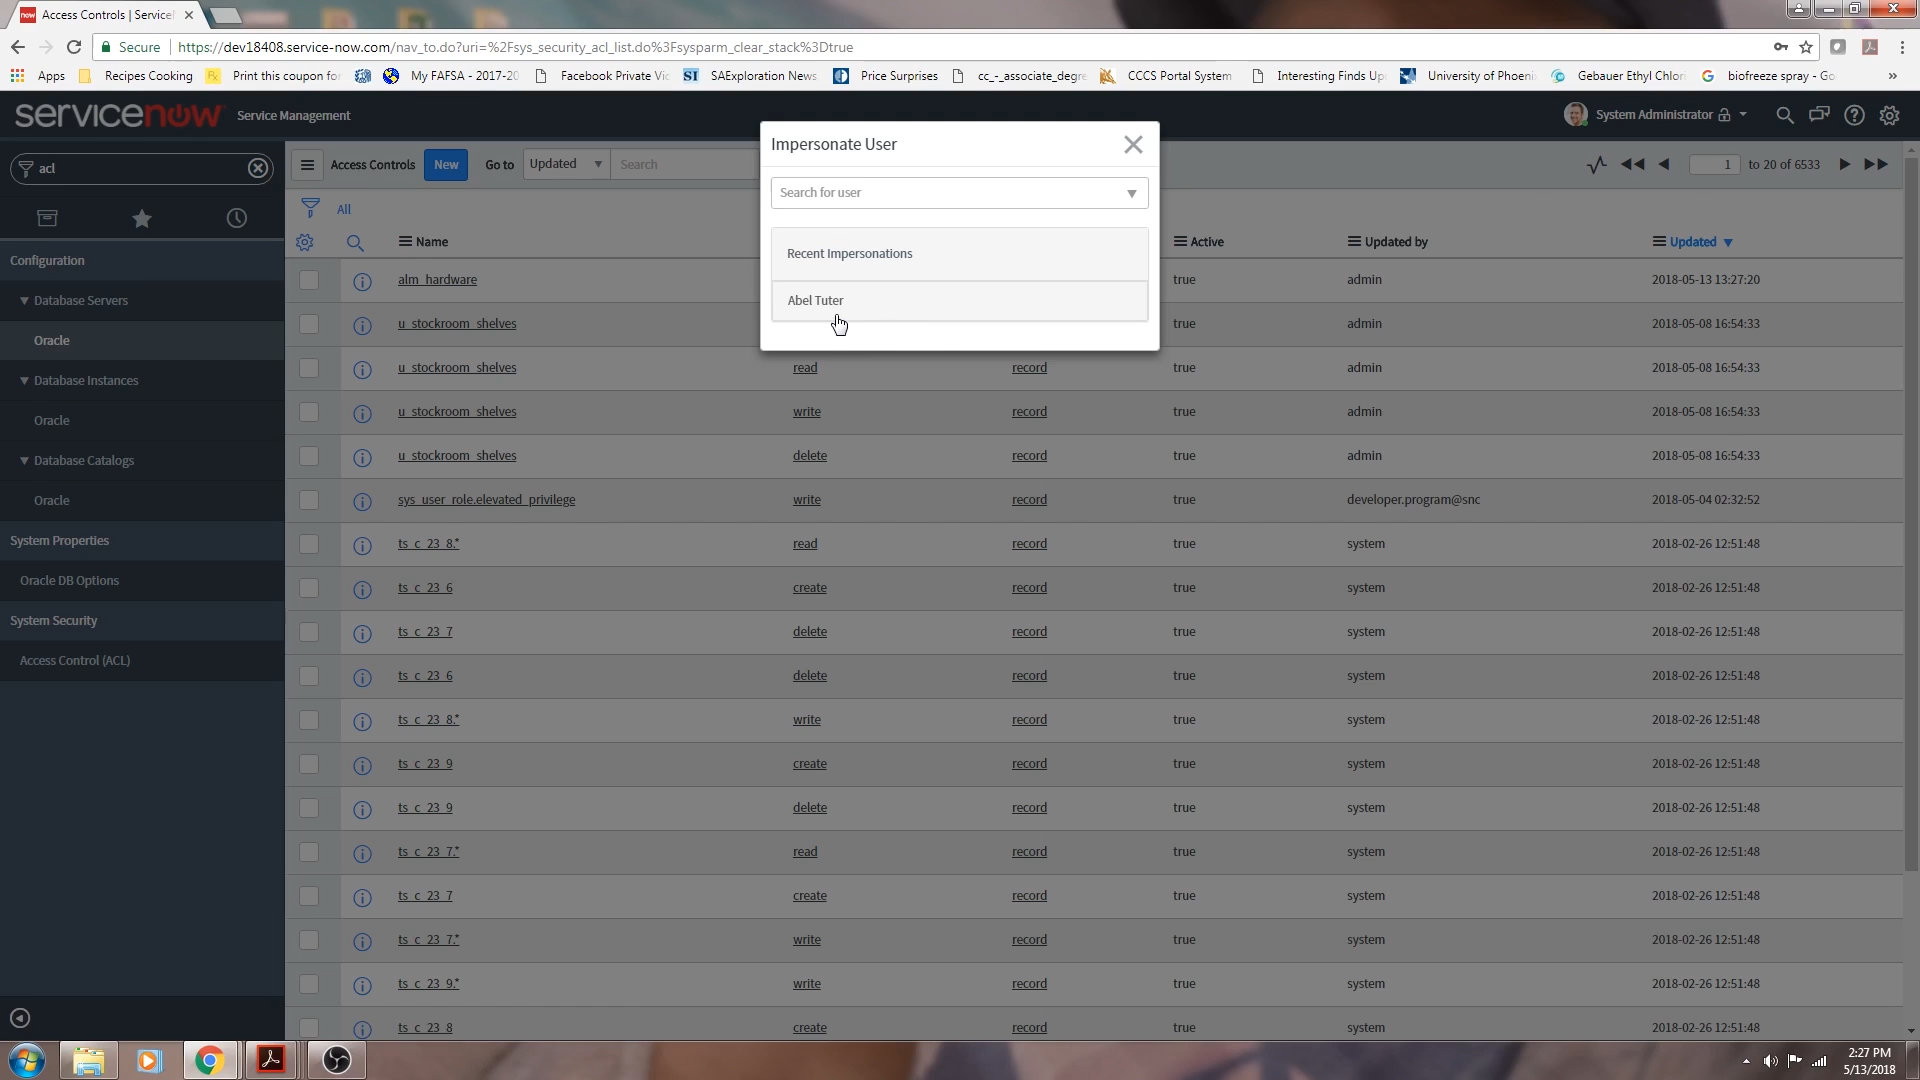 Access Controls | Service
Secure
https://dev18408.service-now.com/nav_to.do?uri=%2Fsys_security_acl_list.do%3Fsysparm_clear_stack%3Dtrue
Apps Recipes Cooking Print this coupon for My FAFSA - 2017-20 Facebook Private Vi SAExploration News Price Surprises cc_-_associate_degre CCCS Portal System Interesting Finds Up University of Phoeni Gebauer Ethyl Chlori biofreeze spray - Go
servicenow Service Management System Administrator
Impersonate User
Search for user
Recent Impersonations
Abel Tuter
acl
Configuration
Database Servers
Oracle
Database Instances
Oracle
Database Catalogs
Oracle
System Properties
Oracle DB Options
System Security
Access Control (ACL)
Access Controls New Go to Updated Search 1 to 20 of 6533
All
Name Active Updated by Updated
alm_hardware true admin 2018-05-13 13:27:20
u_stockroom_shelves true admin 2018-05-08 16:54:33
u_stockroom_shelves read record true admin 2018-05-08 16:54:33
u_stockroom_shelves write record true admin 2018-05-08 16:54:33
u_stockroom_shelves delete record true admin 2018-05-08 16:54:33
sys_user_role.elevated_privilege write record true developer.program@snc 2018-05-04 02:32:52
ts_c_23_8.* read record true system 2018-02-26 12:51:48
ts_c_23_6 create record true system 2018-02-26 12:51:48
ts_c_23_7 delete record true system 2018-02-26 12:51:48
ts_c_23_6 delete record true system 2018-02-26 12:51:48
ts_c_23_8.* write record true system 2018-02-26 12:51:48
ts_c_23_9 create record true system 2018-02-26 12:51:48
ts_c_23_9 delete record true system 2018-02-26 12:51:48
ts_c_23_7.* read record true system 2018-02-26 12:51:48
ts_c_23_7 create record true system 2018-02-26 12:51:48
ts_c_23_7.* write record true system 2018-02-26 12:51:48
ts_c_23_9.* write record true system 2018-02-26 12:51:48
ts_c_23_8 create record true system 2018-02-26 12:51:48
2:27 PM
5/13/2018